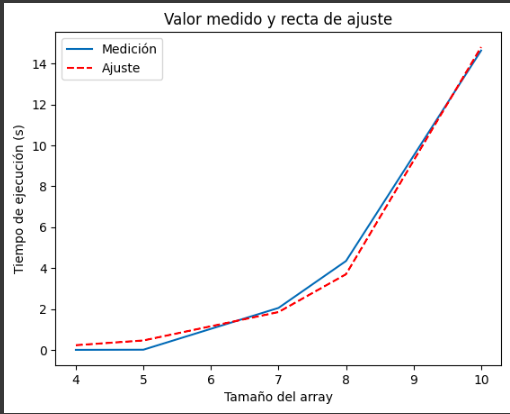 Valor medido y recta de ajuste
Medición
Ajuste
14
12
10
8
6
4
2
0
Tiempo de ejecución (s)
4 5 6 7 8 9 10
Tamaño del array